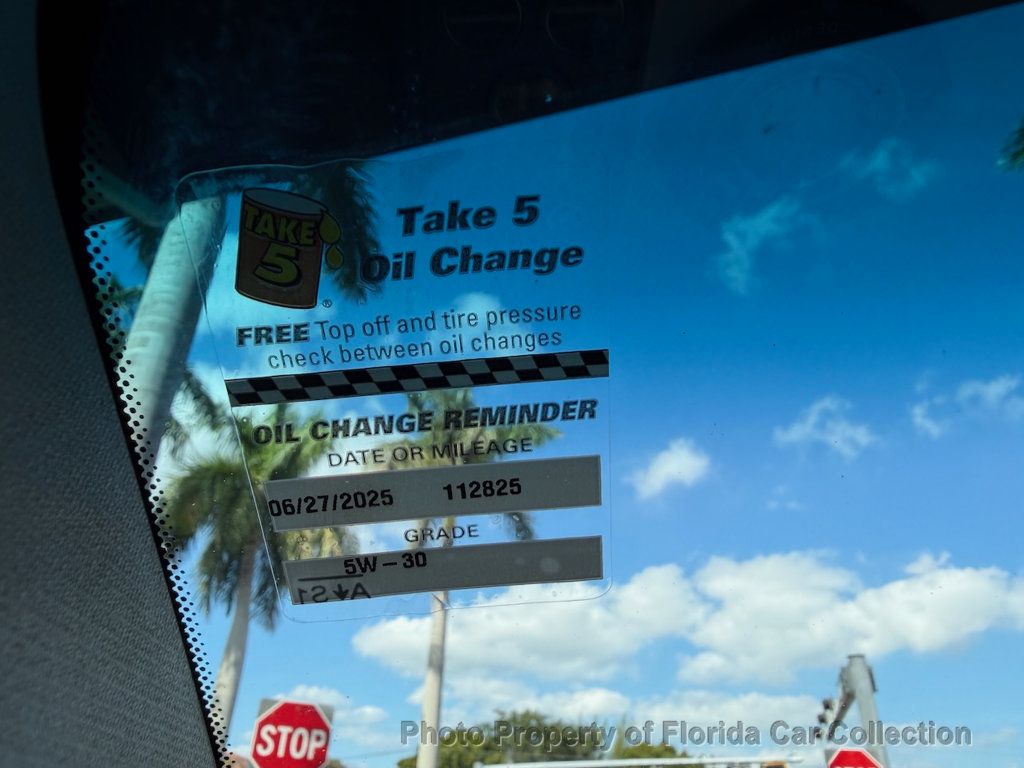 TAKE
5
®
Take 5
Oil Change
FREE Top off and tire pressure
check between oil changes
OIL CHANGE REMINDER
DATE OR MILEAGE
06/27/2025 112825
GRADE
5W-30
STOP
Photo Property of Florida Car Collection